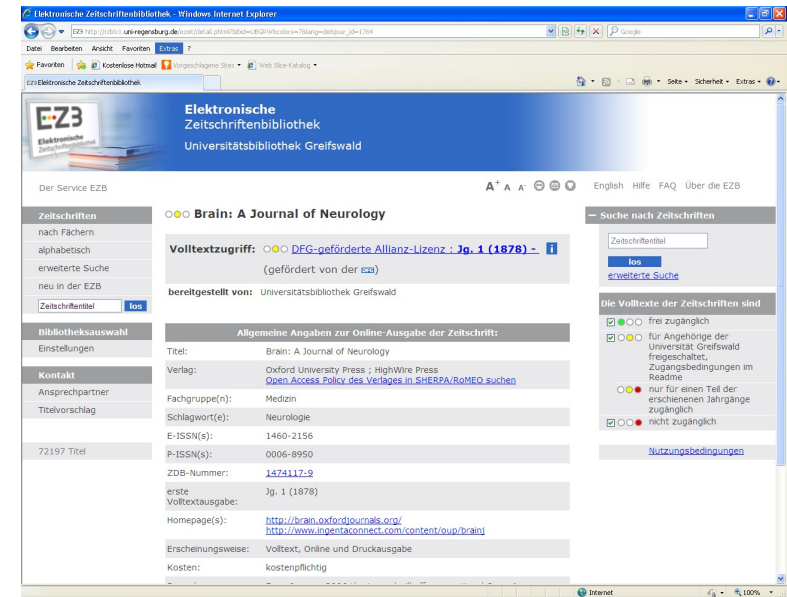 Elektronische Zeitschriftenbibliothek - Windows Internet Explorer
uni-regensburg.de
Google
Datei Bearbeiten Ansicht Favoriten Extras ?
Favoriten Kostenlose Hotmail Vorgeschlagene Sites Web Slice-Katalog
Elektronische Zeitschriftenbibliothek
Seite Sicherheit Extras
EZ3
Elektronische
Zeitschriftenbibliothek
Elektronische
Zeitschriftenbibliothek
Universitätsbibliothek Greifswald
Der Service EZB
A+ A A-
English Hilfe FAQ Über die EZB
Zeitschriften
nach Fächern
alphabetisch
erweiterte Suche
neu in der EZB
Zeitschriftentitel los
Bibliotheksauswahl
Einstellungen
Kontakt
Ansprechpartner
Titelvorschlag
72197 Titel
Brain: A Journal of Neurology
Volltextzugriff: DFG-geförderte Allianz-Lizenz : Jg. 1 (1878) - i
(gefördert von der EZB)
bereitgestellt von: Universitätsbibliothek Greifswald
Allgemeine Angaben zur Online-Ausgabe der Zeitschrift:
Titel: Brain: A Journal of Neurology
Verlag: Oxford University Press ; HighWire Press
Open Access Policy des Verlages in SHERPA/RoMEO suchen
Fachgruppe(n): Medizin
Schlagwort(e): Neurologie
E-ISSN(s): 1460-2156
P-ISSN(s): 0006-8950
ZDB-Nummer: 1474117-9
erste
Volltextausgabe: Jg. 1 (1878)
Homepage(s): http://brain.oxfordjournals.org/
http://www.ingentaconnect.com/content/oup/brainj
Erscheinungsweise: Volltext, Online und Druckausgabe
Kosten: kostenpflichtig
− Suche nach Zeitschriften
Zeitschriftentitel
los
erweiterte Suche
Die Volltexte der Zeitschriften sind
frei zugänglich
für Angehörige der
Universität Greifswald
freigeschaltet,
Zugangsbedingungen im
Readme
nur für einen Teil der
erschienenen Jahrgänge
zugänglich
nicht zugänglich
Nutzungsbedingungen
Internet
100%